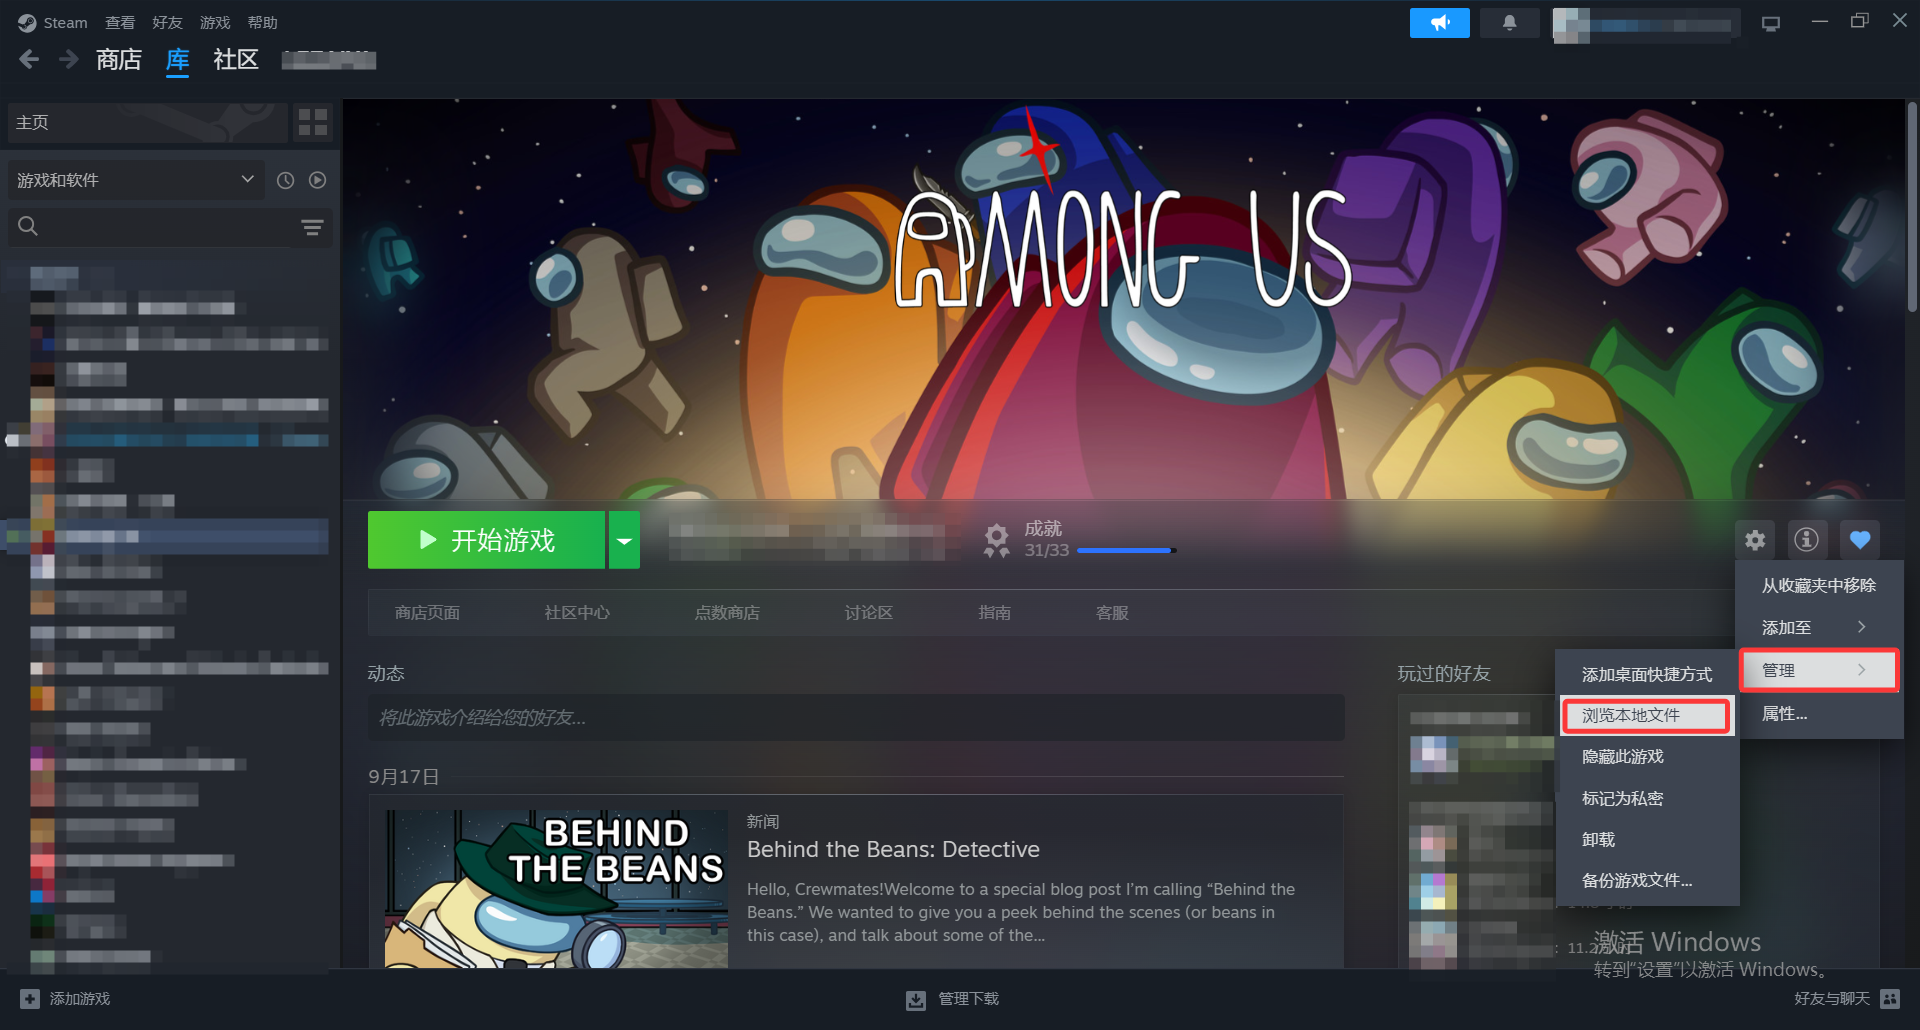 Steam 查看 好友 游戏 帮助
商店 库 社区
主页
游戏和软件
AMONG US
开始游戏
成就
31/33
从收藏夹中移除
添加至
管理
属性...
添加桌面快捷方式
浏览本地文件
隐藏此游戏
标记为私密
卸载
备份游戏文件...
商店页面 社区中心 点数商店 讨论区 指南 客服
动态
将此游戏介绍给您的好友...
玩过的好友
9月17日
BEHIND
THE BEANS
新闻
Behind the Beans: Detective
Hello, Crewmates!Welcome to a special blog post I’m calling “Behind the
Beans.” We wanted to give you a peek behind the scenes (or beans in
this case), and talk about some of the...
激活 Windows
转到“设置”以激活 Windows。
添加游戏
管理下载
好友与聊天